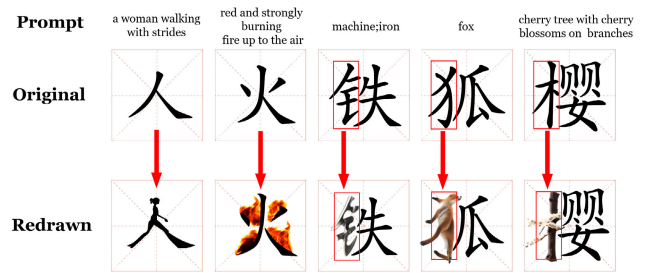 Prompt
a woman walking
with strides
red and strongly
burning
fire up to the air
machine;iron
fox
cherry tree with cherry
blossoms on branches
Original
人 火 铁 狐 樱
Redrawn
人 火 铁 狐 樱